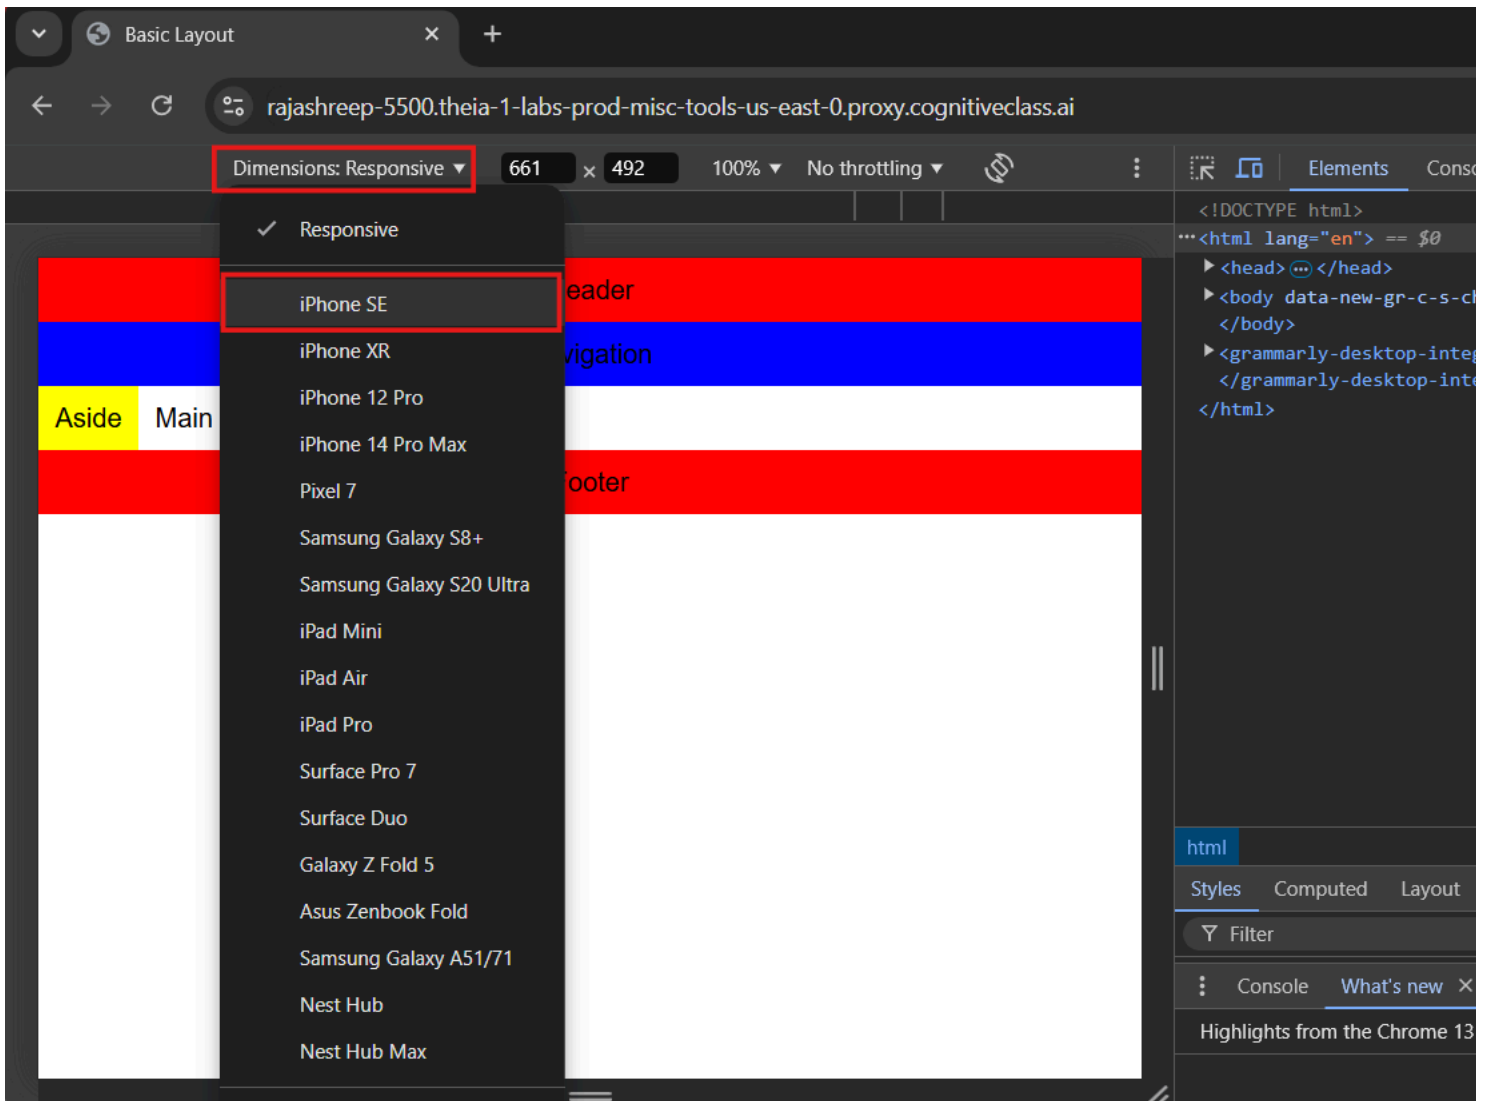 Basic Layout
rajashreep-5500.theia-1-labs-prod-misc-tools-us-east-0.proxy.cognitiveclass.ai
Dimensions: Responsive 661 × 492 100% No throttling
Elements Conso
Responsive
iPhone SE
iPhone XR
iPhone 12 Pro
iPhone 14 Pro Max
Pixel 7
Samsung Galaxy S8+
Samsung Galaxy S20 Ultra
iPad Mini
iPad Air
iPad Pro
Surface Pro 7
Surface Duo
Galaxy Z Fold 5
Asus Zenbook Fold
Samsung Galaxy A51/71
Nest Hub
Nest Hub Max
eader
vigation
Aside Main
ooter
<!DOCTYPE html>
···<html lang="en"> == $0
<head> ··· </head>
<body data-new-gr-c-s-ch
</body>
<grammarly-desktop-integ
</grammarly-desktop-inte
</html>
html
Styles Computed Layout
Filter
Console What's new ×
Highlights from the Chrome 13